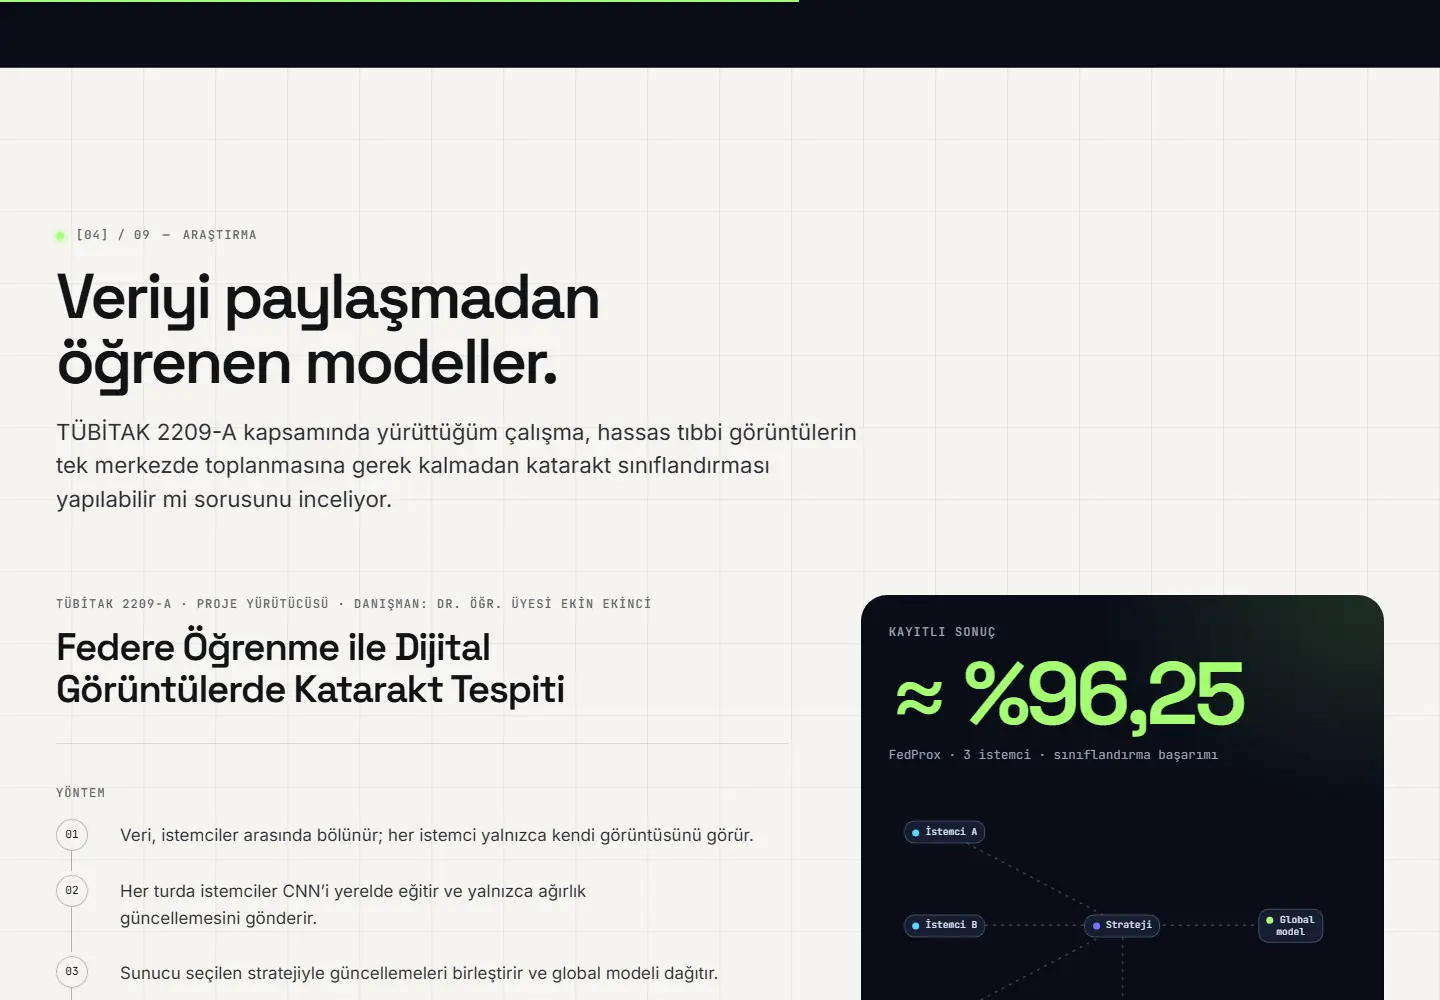 [04] / 09 — ARAŞTIRMA
Veriyi paylaşmadan
öğrenen modeller.
TÜBİTAK 2209-A kapsamında yürüttüğüm çalışma, hassas tıbbi görüntülerin
tek merkezde toplanmasına gerek kalmadan katarakt sınıflandırması
yapılabilir mi sorusunu inceliyor.
TÜBİTAK 2209-A · PROJE YÜRÜTÜCÜSÜ · DANIŞMAN: DR. ÖĞR. ÜYESİ EKİN EKİNCİ
Federe Öğrenme ile Dijital
Görüntülerde Katarakt Tespiti
YÖNTEM
01
Veri, istemciler arasında bölünür; her istemci yalnızca kendi görüntüsünü görür.
02
Her turda istemciler CNN’i yerelde eğitir ve yalnızca ağırlık
güncellemesini gönderir.
03
Sunucu seçilen stratejiyle güncellemeleri birleştirir ve global modeli dağıtır.
KAYITLI SONUÇ
≈ %96,25
FedProx · 3 istemci · sınıflandırma başarımı
İstemci A
İstemci B
Strateji
Global
model